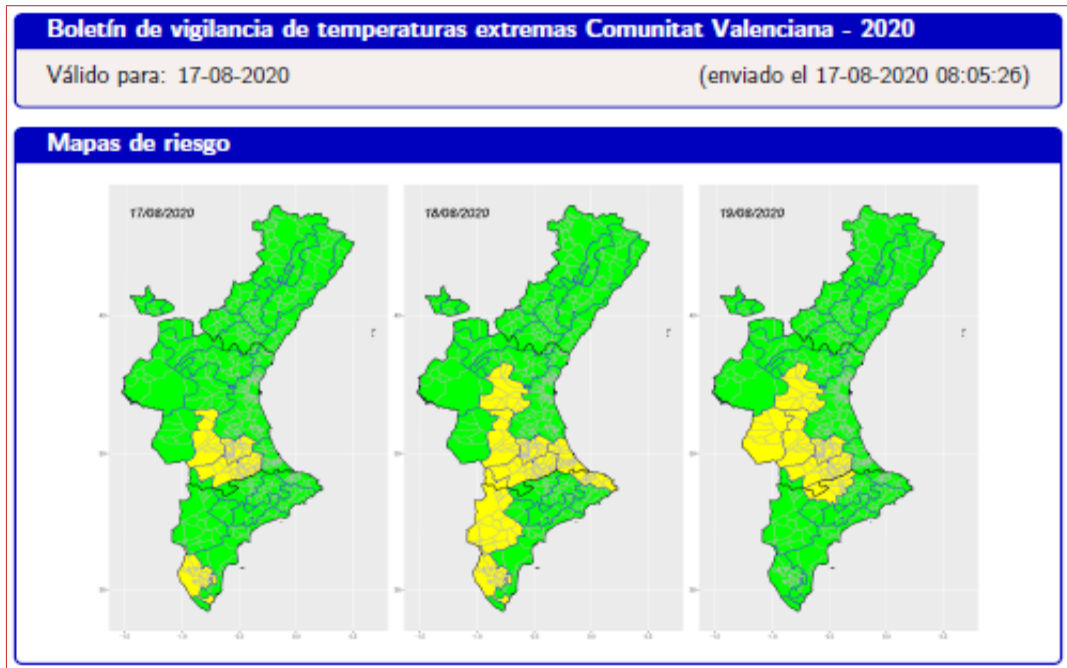 Boletín de vigilancia de temperaturas extremas Comunitat Valenciana - 2020
Válido para: 17-08-2020 (enviado el 17-08-2020 08:05:26)
Mapas de riesgo
17/08/2020 18/08/2020 19/08/2020